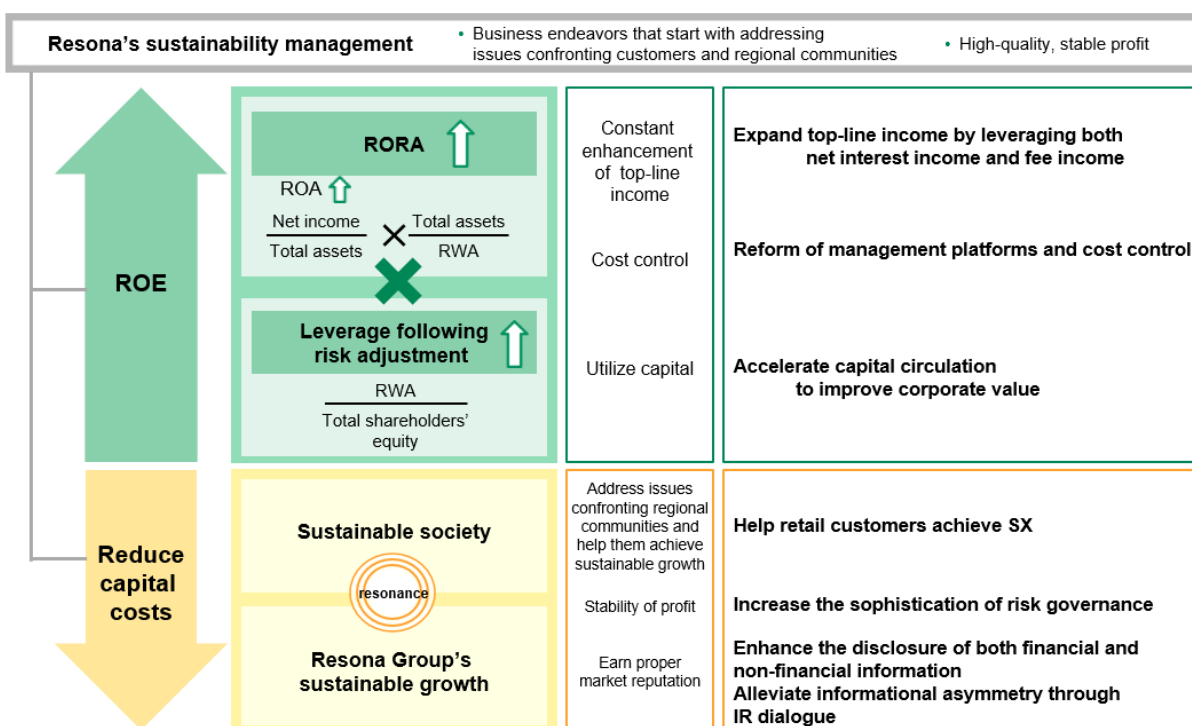 Resona's sustainability management
• Business endeavors that start with addressing
issues confronting customers and regional communities
• High-quality, stable profit
ROE
RORA
ROA
Net income
Total assets
×
Total assets
RWA
Leverage following
risk adjustment
RWA
Total shareholders'
equity
Constant
enhancement
of top-line
income
Cost control
Utilize capital
Expand top-line income by leveraging both
net interest income and fee income
Reform of management platforms and cost control
Accelerate capital circulation
to improve corporate value
Reduce
capital
costs
Sustainable society
resonance
Resona Group's
sustainable growth
Address issues
confronting regional
communities and
help them achieve
sustainable growth
Stability of profit
Earn proper
market reputation
Help retail customers achieve SX
Increase the sophistication of risk governance
Enhance the disclosure of both financial and
non-financial information
Alleviate informational asymmetry through
IR dialogue